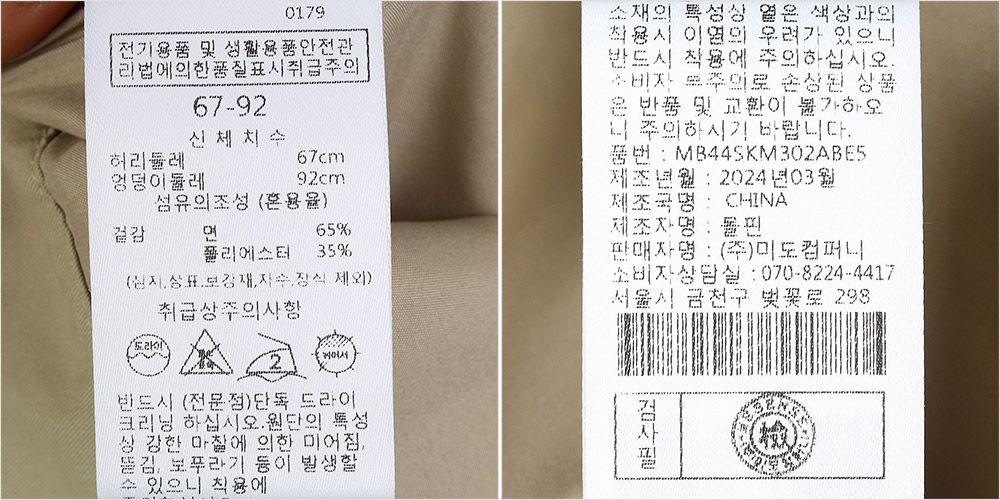 0179
전기용품 및 생활용품안전관
리법에의한품질표시취급주의
67-92
신 체 치 수
허리둘레 67cm
엉덩이둘레 92cm
섬유의조성 (혼용율)
겉감 면 65%
폴리에스터 35%
(심지,상표,보강재,자수,장식 제외)
취급상주의사항
드라이
2
뉘어서
반드시 (전문점)단독 드라이
크리닝 하십시오.원단의 특성
상 강한 마찰에 의한 미어짐,
뜯김, 보푸라기 등이 발생할
수 있으니 착용에
소재의 특성상 옅은 색상과의
착용시 이염의 우려가 있으니
반드시 착용에 주의하십시오.
소비자 부주의로 손상된 상품
은 반품 및 교환이 불가하오
니 주의하시기 바랍니다.
품번 : MB44SKM302ABE5
제조년월 : 2024년03월
제조국명 : CHINA
제조자명 : 돌핀
판매자명 : (주)미도컴퍼니
소비자상담실 :070-8224-4417
서울시 금천구 벚꽃로 298
검사필
檢